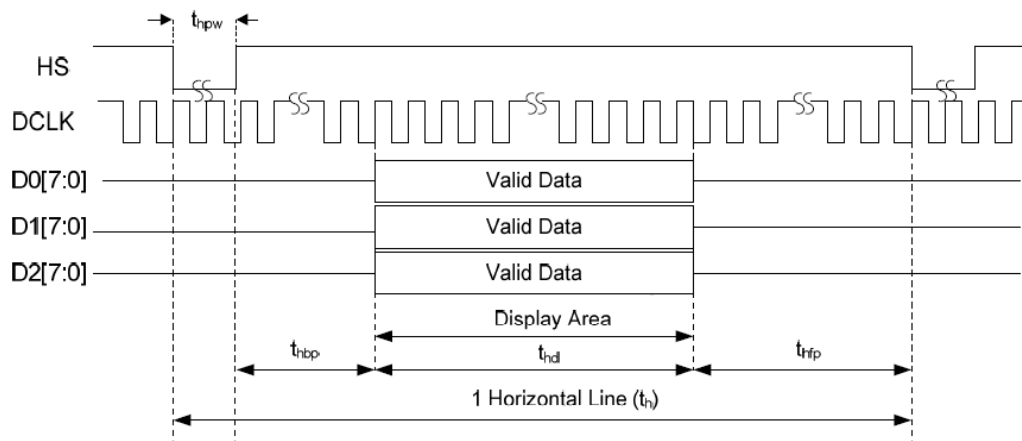 thpw
HS
DCLK
D0[7:0] Valid Data
D1[7:0] Valid Data
D2[7:0] Valid Data
Display Area
thbp thdl thfp
1 Horizontal Line (th)